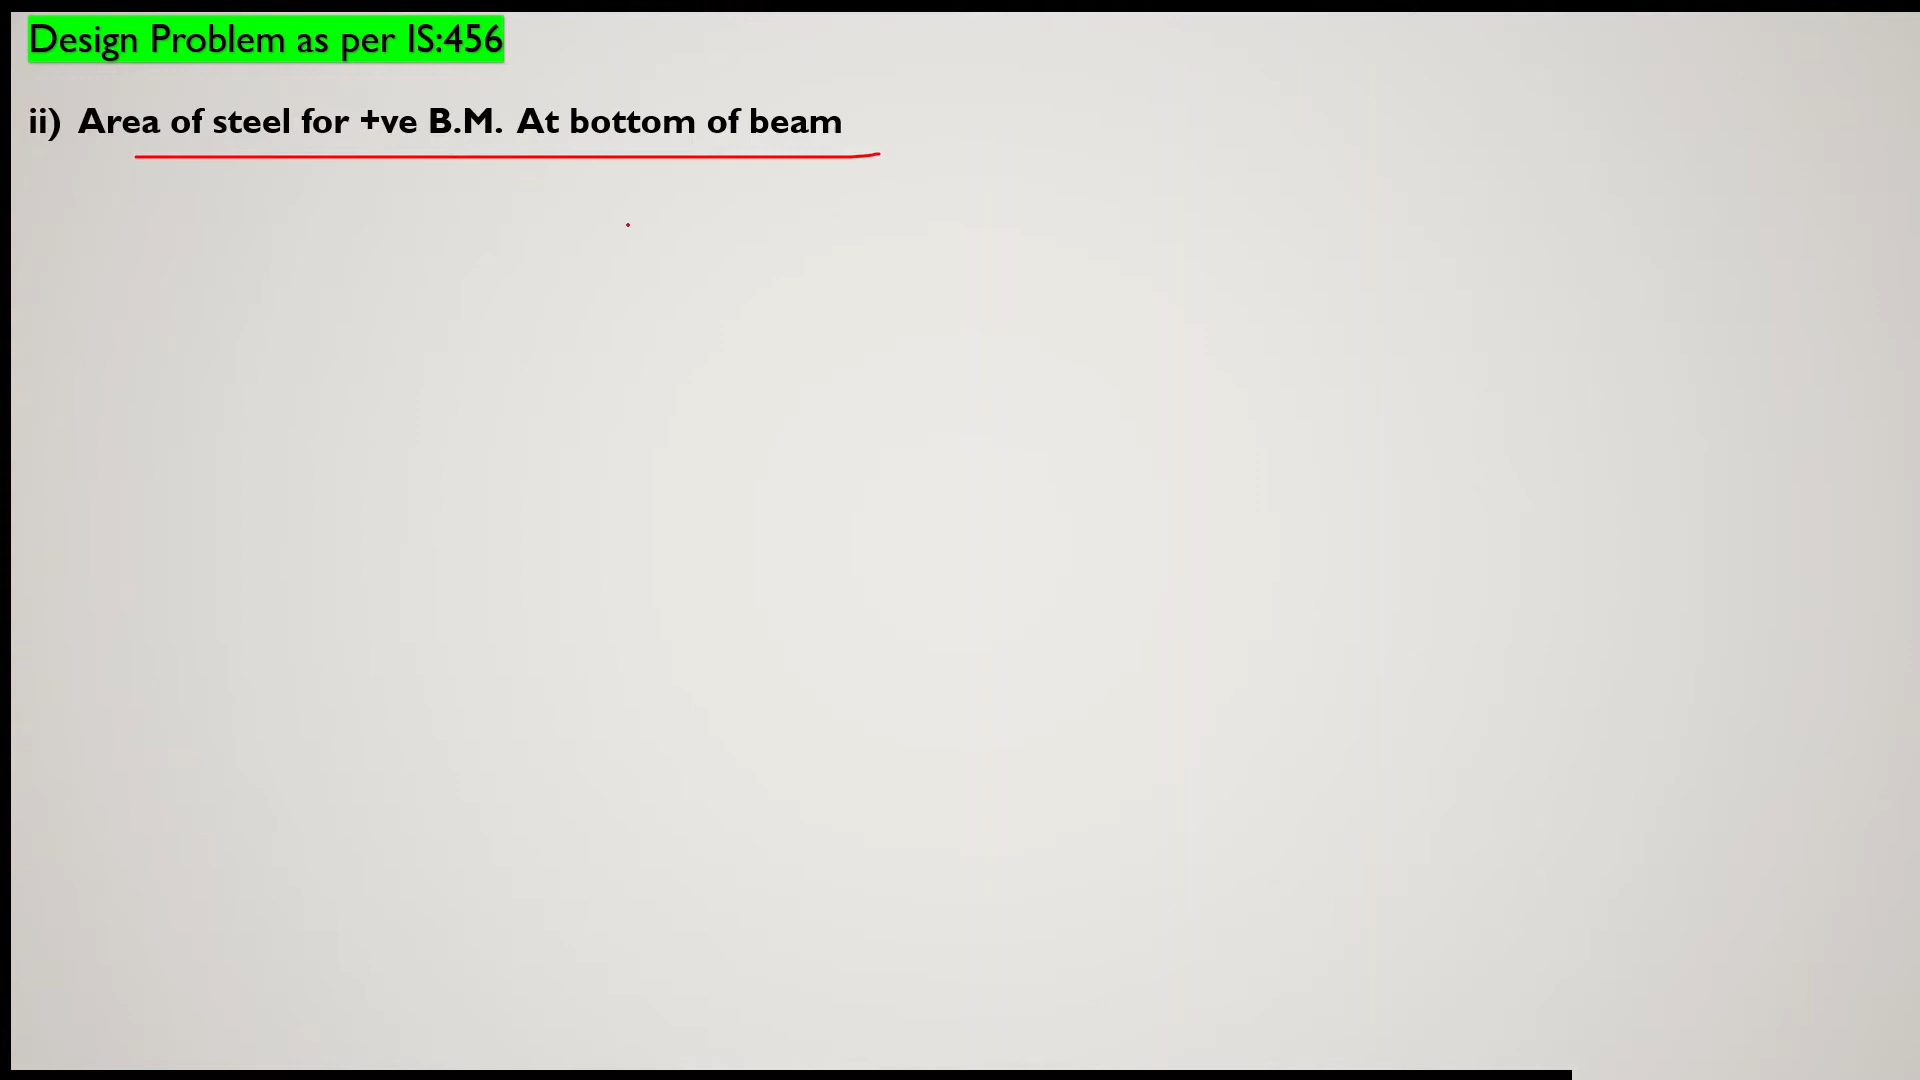 Design Problem as per IS:456
ii) Area of steel for +ve B.M. At bottom of beam